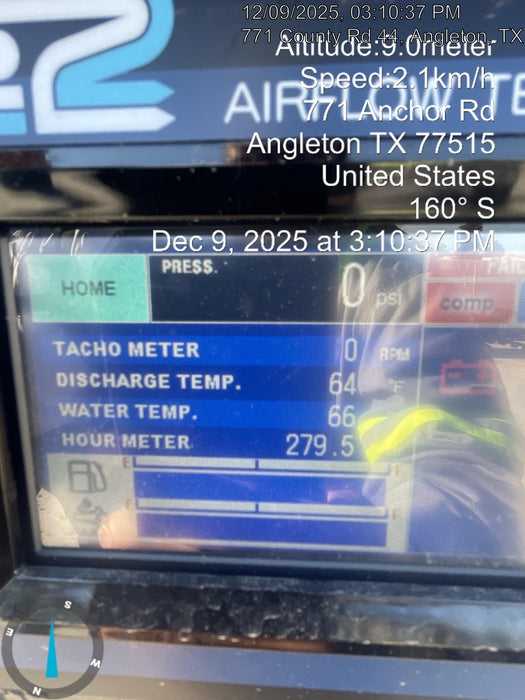 12/09/2025, 03:10:37 PM
771 County Rd 44, Angleton, TX
Altitude:9.0meter
Speed:2.1km/h
771 Anchor Rd
Angleton TX 77515
United States
160° S
Dec 9, 2025 at 3:10:37 PM
HOME
PRESS. 0 psi
FAIL
comp
TACHO METER 0 RPM
DISCHARGE TEMP. 64 °F
WATER TEMP. 66
HOUR METER 279.5
E F
E F
S
E W
N